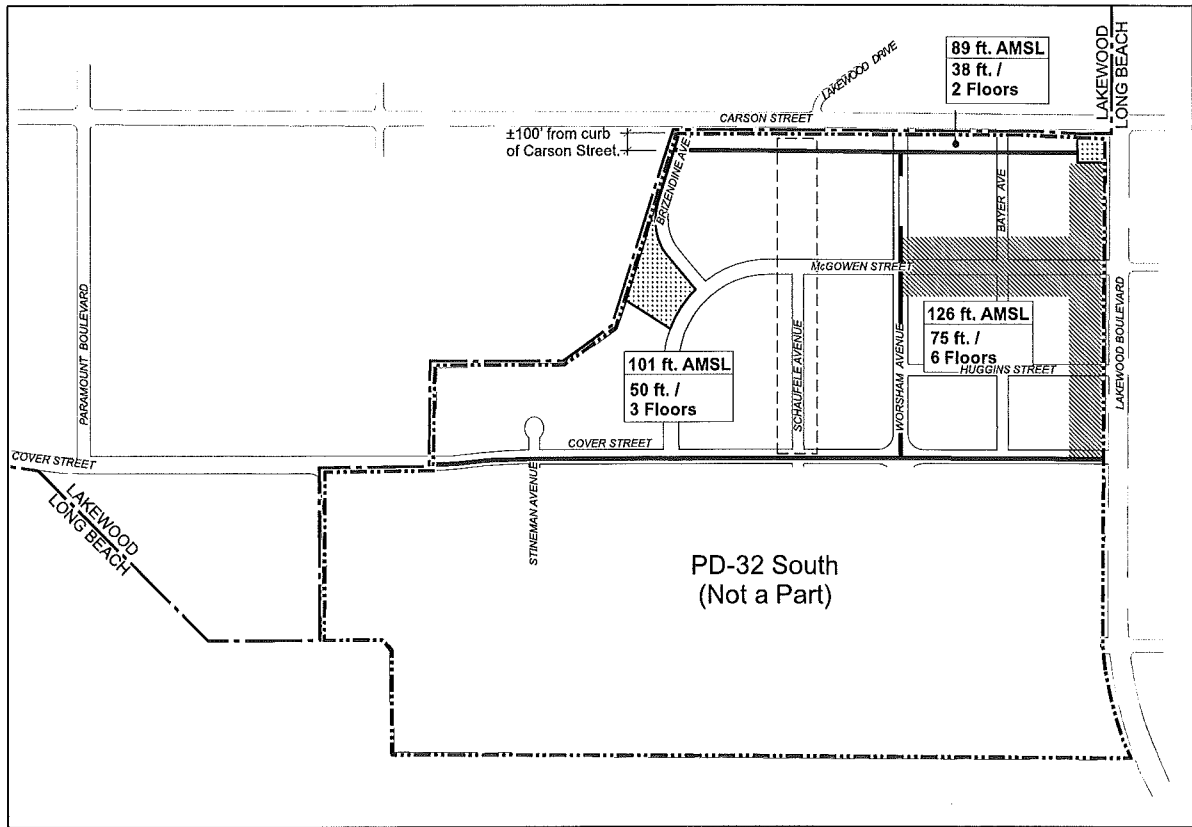 LAKEWOOD
LONG BEACH
89 ft. AMSL
38 ft. /
2 Floors
LAKEWOOD DRIVE
CARSON STREET
±100' from curb
of Carson Street.
BRIZENDINE AVE
BAYER AVE
McGOWEN STREET
PARAMOUNT BOULEVARD
LAKEWOOD BOULEVARD
126 ft. AMSL
75 ft. /
6 Floors
HUGGINS STREET
101 ft. AMSL
50 ft. /
3 Floors
SCHAUFELE AVENUE
WORSHAM AVENUE
COVER STREET
COVER STREET
STINEMAN AVENUE
LAKEWOOD
LONG BEACH
PD-32 South
(Not a Part)